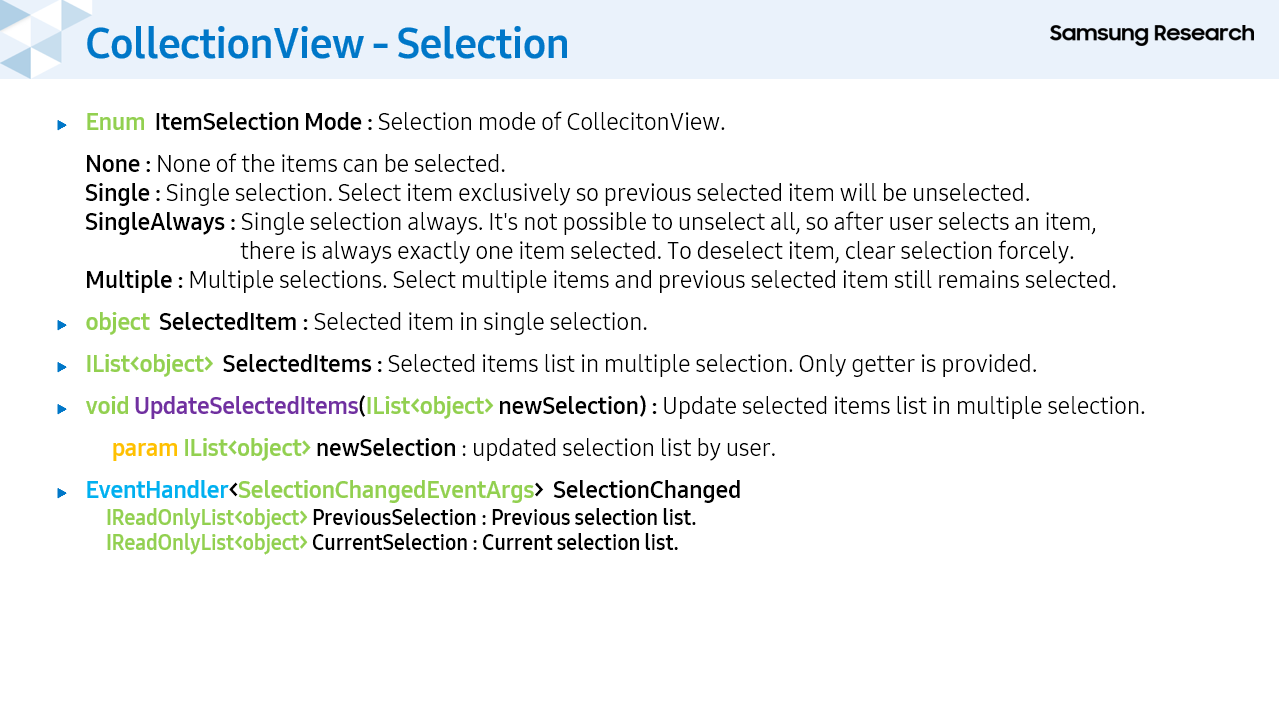 CollectionView - Selection
Samsung Research
Enum ItemSelection Mode : Selection mode of CollecitonView.
None : None of the items can be selected.
Single : Single selection. Select item exclusively so previous selected item will be unselected.
SingleAlways : Single selection always. It's not possible to unselect all, so after user selects an item,
there is always exactly one item selected. To deselect item, clear selection forcely.
Multiple : Multiple selections. Select multiple items and previous selected item still remains selected.
object SelectedItem : Selected item in single selection.
IList<object> SelectedItems : Selected items list in multiple selection. Only getter is provided.
void UpdateSelectedItems(IList<object> newSelection) : Update selected items list in multiple selection.
param IList<object> newSelection : updated selection list by user.
EventHandler<SelectionChangedEventArgs> SelectionChanged
IReadOnlyList<object> PreviousSelection : Previous selection list.
IReadOnlyList<object> CurrentSelection : Current selection list.